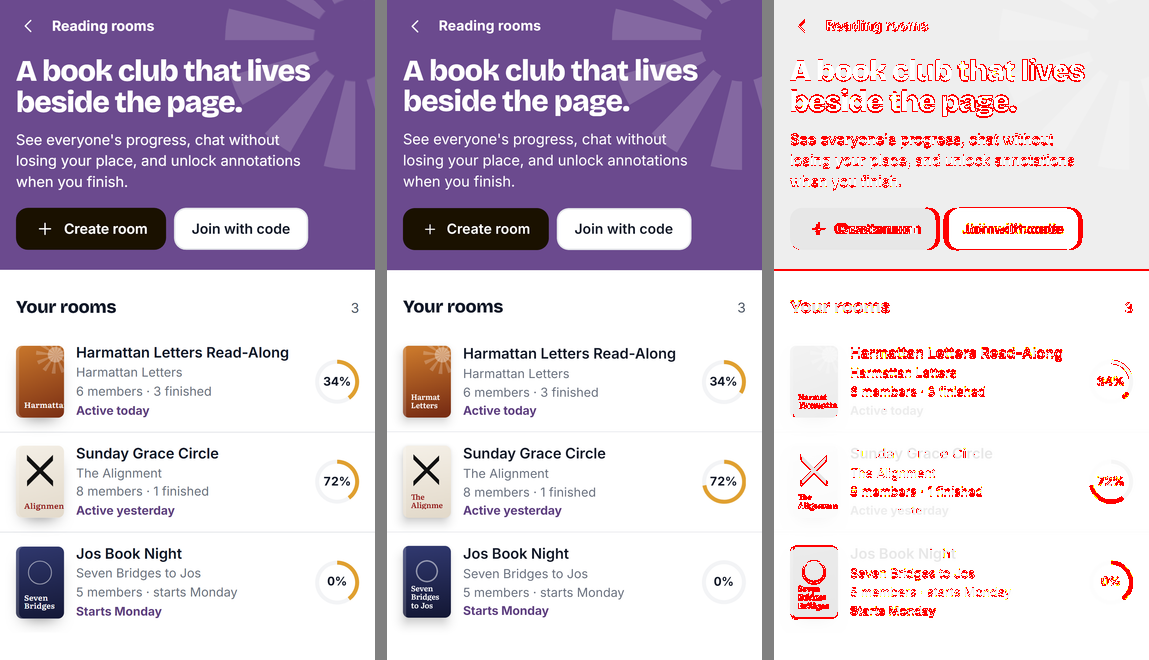 Reading rooms
A book club that lives
beside the page.
See everyone's progress, chat without
losing your place, and unlock annotations
when you finish.
+ Create room
Join with code
Your rooms
3
Harmatta
Harmattan Letters Read-Along
Harmattan Letters
6 members · 3 finished
Active today
34%
Alignmen
Sunday Grace Circle
The Alignment
8 members · 1 finished
Active yesterday
72%
Seven
Bridges
Jos Book Night
Seven Bridges to Jos
5 members · starts Monday
Starts Monday
0%
Reading rooms
A book club that lives
beside the page.
See everyone's progress, chat without
losing your place, and unlock annotations
when you finish.
+ Create room
Join with code
Your rooms
3
Harmat
Letters
Harmattan Letters Read-Along
Harmattan Letters
6 members · 3 finished
Active today
34%
The
Alignme
Sunday Grace Circle
The Alignment
8 members · 1 finished
Active yesterday
72%
Seven
Bridges
to Jos
Jos Book Night
Seven Bridges to Jos
5 members · starts Monday
Starts Monday
0%
Reading rooms
A book club that lives
beside the page.
See everyone's progress, chat without
losing your place, and unlock annotations
when you finish.
Your rooms
3
Harmattan Letters Read-Along
Harmattan Letters
6 members · 3 finished
Active today
34%
Sunday Grace Circle
The Alignment
8 members · 1 finished
Active yesterday
72%
Jos Book Night
Seven Bridges to Jos
5 members · starts Monday
Starts Monday
0%